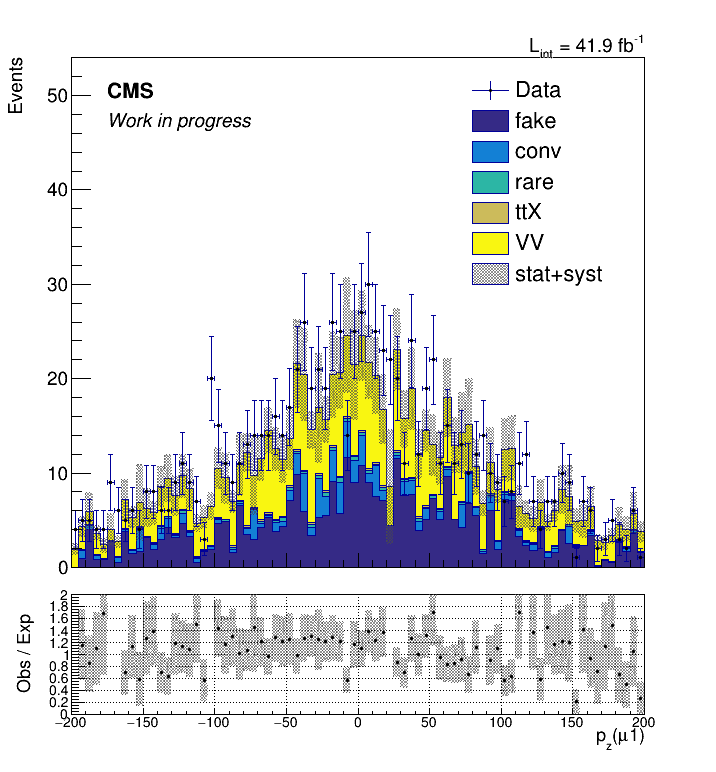 L_int = 41.9 fb^-1
Events
CMS
Work in progress
Data
fake
conv
rare
ttX
VV
stat+syst
50
40
30
20
10
0
Obs / Exp
2
1.8
1.6
1.4
1.2
1
0.8
0.6
0.4
0.2
0
−200 −150 −100 −50 0 50 100 150 200
p_z(μ1)